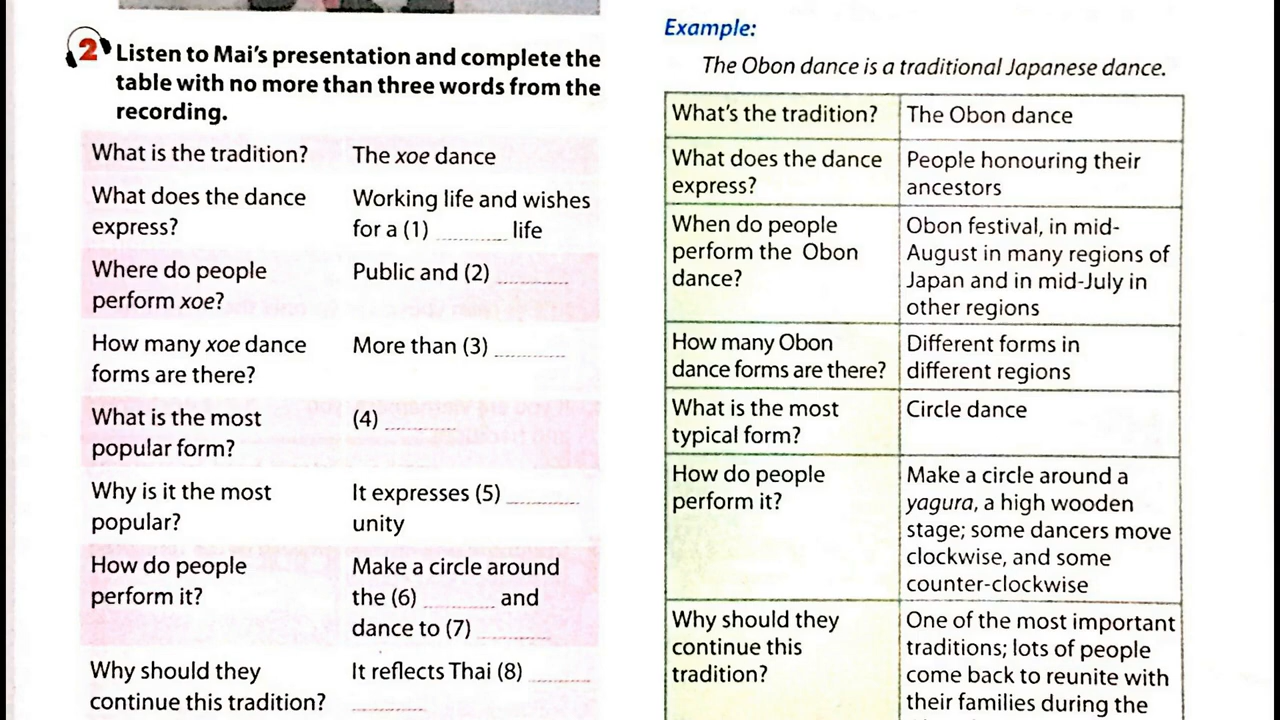 2 Listen to Mai's presentation and complete the
table with no more than three words from the
recording.
What is the tradition? The xoe dance
What does the dance Working life and wishes
express? for a (1) ________ life
Where do people Public and (2) ________
perform xoe?
How many xoe dance More than (3) ________
forms are there?
What is the most (4) ________
popular form?
Why is it the most It expresses (5) ________
popular? unity
How do people Make a circle around
perform it? the (6) ________ and
dance to (7) ________
Why should they It reflects Thai (8) ________
continue this tradition? ________
Example:
The Obon dance is a traditional Japanese dance.
What's the tradition? The Obon dance
What does the dance People honouring their
express? ancestors
When do people Obon festival, in mid-
perform the Obon August in many regions of
dance? Japan and in mid-July in
other regions
How many Obon Different forms in
dance forms are there? different regions
What is the most Circle dance
typical form?
How do people Make a circle around a
perform it? yagura, a high wooden
stage; some dancers move
clockwise, and some
counter-clockwise
Why should they One of the most important
continue this traditions; lots of people
tradition? come back to reunite with
their families during the